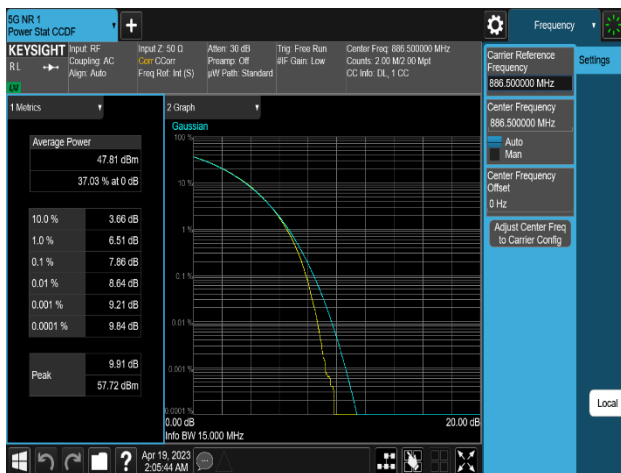 5G NR 1
Power Stat CCDF
+
Frequency
KEYSIGHT
RL
LW
Input: RF
Coupling: AC
Align: Auto
Input Z: 50 Ω
Corr CCorr
Freq Ref: Int (S)
Atten: 30 dB
Preamp: Off
µW Path: Standard
Trig: Free Run
#IF Gain: Low
Center Freq: 886.500000 MHz
Counts: 2.00 M/2.00 Mpt
CC Info: DL, 1 CC
Carrier Reference
Frequency
886.500000 MHz
Settings
Center Frequency
886.500000 MHz
Auto
Man
Center Frequency
Offset
0 Hz
Adjust Center Freq
to Carrier Config
Local
1 Metrics
Average Power
47.81 dBm
37.03 % at 0 dB
10.0 % 3.66 dB
1.0 % 6.51 dB
0.1 % 7.86 dB
0.01 % 8.64 dB
0.001 % 9.21 dB
0.0001 % 9.84 dB
Peak
9.91 dB
57.72 dBm
2 Graph
Gaussian
100 %
10 %
1 %
0.1 %
0.01 %
0.001 %
0.0001 %
0.00 dB
20.00 dB
Info BW 15.000 MHz
?
Apr 19, 2023
2:05:44 AM